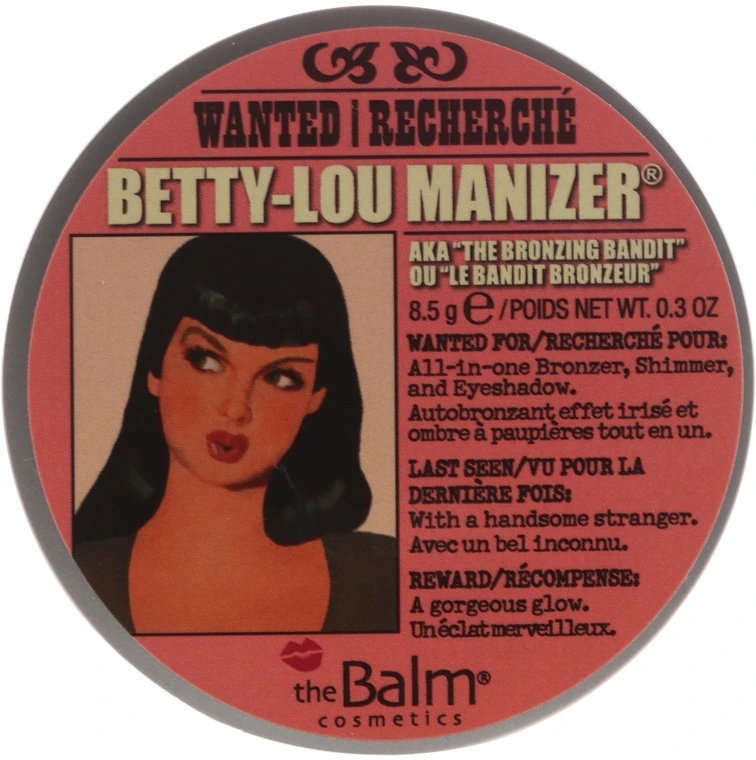 WANTED | RECHERCHÉ
BETTY-LOU MANIZER®
AKA "THE BRONZING BANDIT"
OU "LE BANDIT BRONZEUR"
8.5 g ℮/POIDS NET WT. 0.3 OZ
WANTED FOR/RECHERCHÉ POUR:
All-in-one Bronzer, Shimmer,
and Eyeshadow.
Autobronzant effet irisé et
ombre à paupières tout en un.
LAST SEEN/VU POUR LA
DERNIÈRE FOIS:
With a handsome stranger.
Avec un bel inconnu.
REWARD/RÉCOMPENSE:
A gorgeous glow.
Un éclat merveilleux.
theBalm®
cosmetics